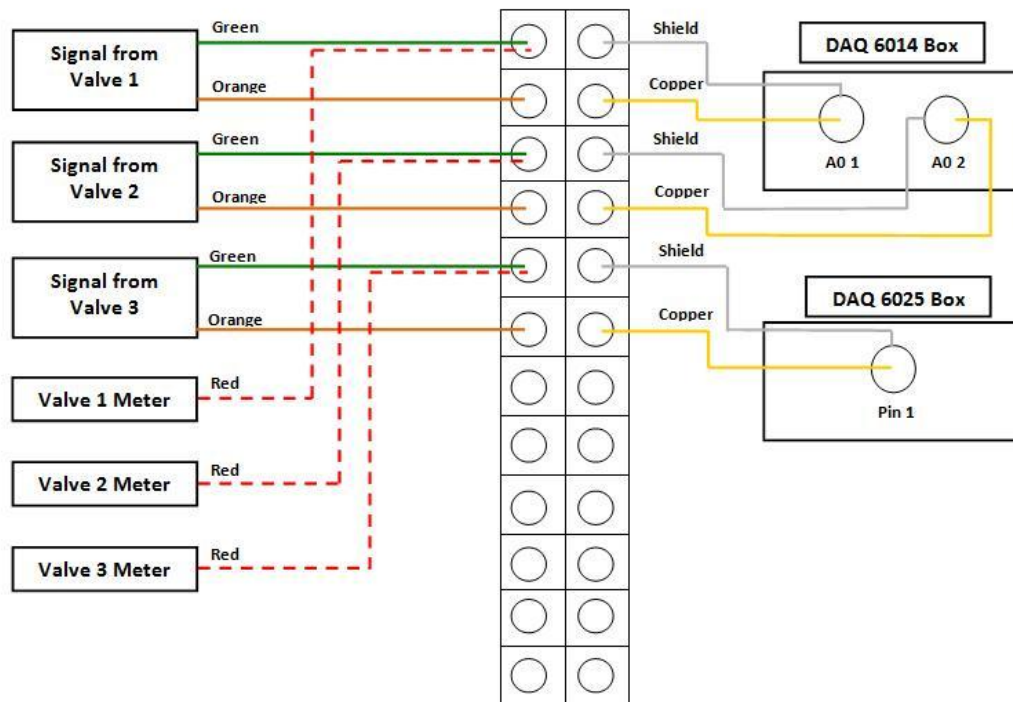 Green
Signal from
Valve 1
Orange
Green
Signal from
Valve 2
Orange
Green
Signal from
Valve 3
Orange
Red
Valve 1 Meter
Red
Valve 2 Meter
Red
Valve 3 Meter
Shield
Copper
Shield
Copper
Shield
Copper
DAQ 6014 Box
A0 1
A0 2
DAQ 6025 Box
Pin 1